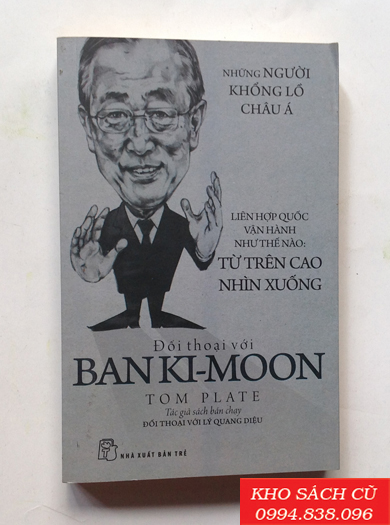 NHỮNG NGƯỜI
KHỔNG LỒ
CHÂU Á
LIÊN HỢP QUỐC
VẬN HÀNH
NHƯ THẾ NÀO:
TỪ TRÊN CAO
NHÌN XUỐNG
Đối thoại với
BAN KI-MOON
TOM PLATE
Tác giả sách bán chạy
ĐỐI THOẠI VỚI LÝ QUANG DIỆU
NHÀ XUẤT BẢN TRẺ
KHO SÁCH CŨ
0994.838.096